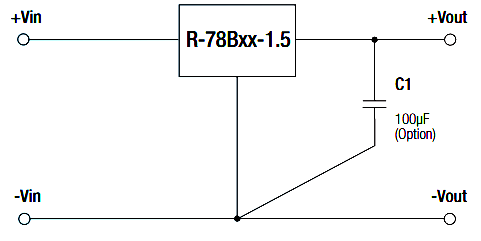 +Vin
+Vout
R-78Bxx-1.5
C1
100µF
(Option)
-Vin
-Vout